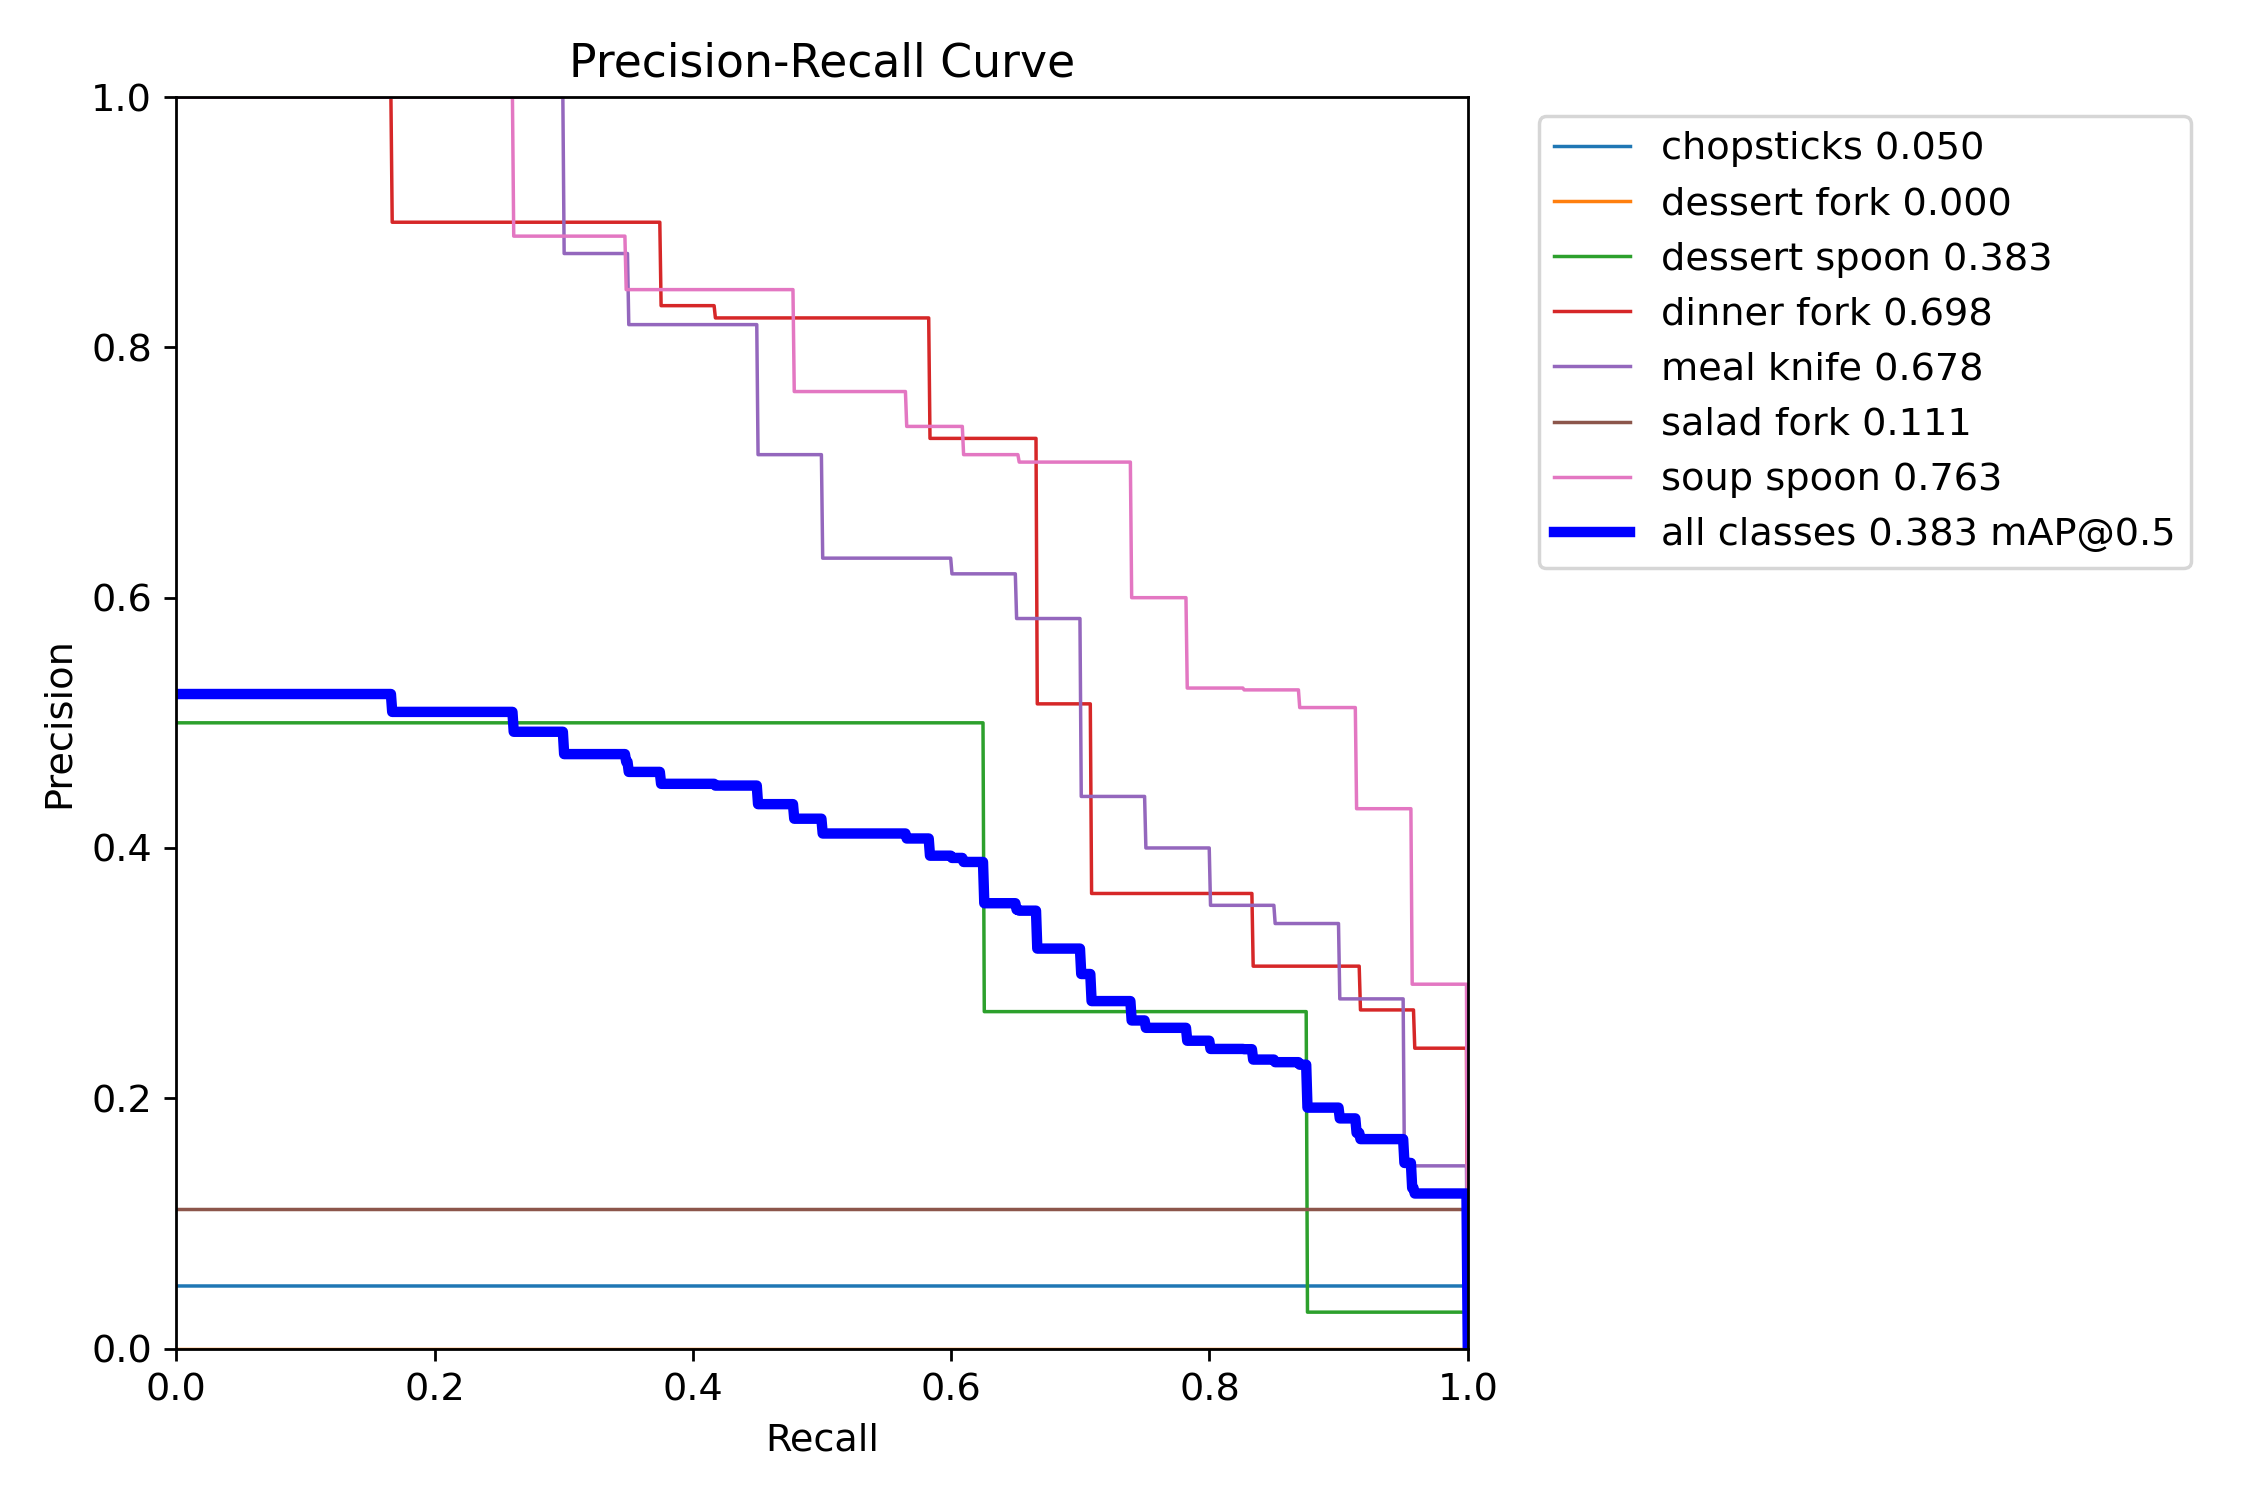 Precision-Recall Curve
1.0
0.8
0.6
0.4
0.2
0.0
Precision
0.0 0.2 0.4 0.6 0.8 1.0
Recall
chopsticks 0.050
dessert fork 0.000
dessert spoon 0.383
dinner fork 0.698
meal knife 0.678
salad fork 0.111
soup spoon 0.763
all classes 0.383 mAP@0.5